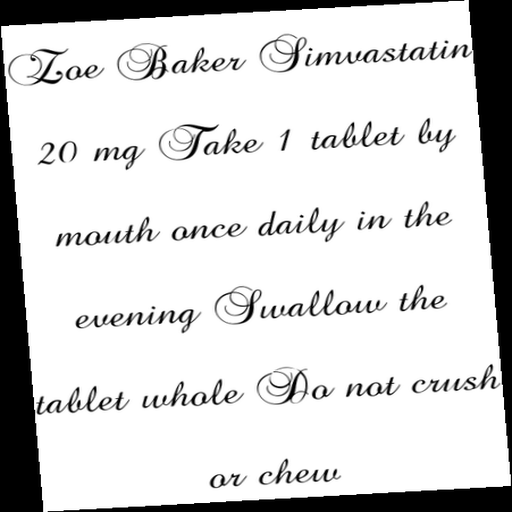 Zoe Baker Simvastatin
20 mg Take 1 tablet by
mouth once daily in the
evening Swallow the
tablet whole Do not crush
or chew